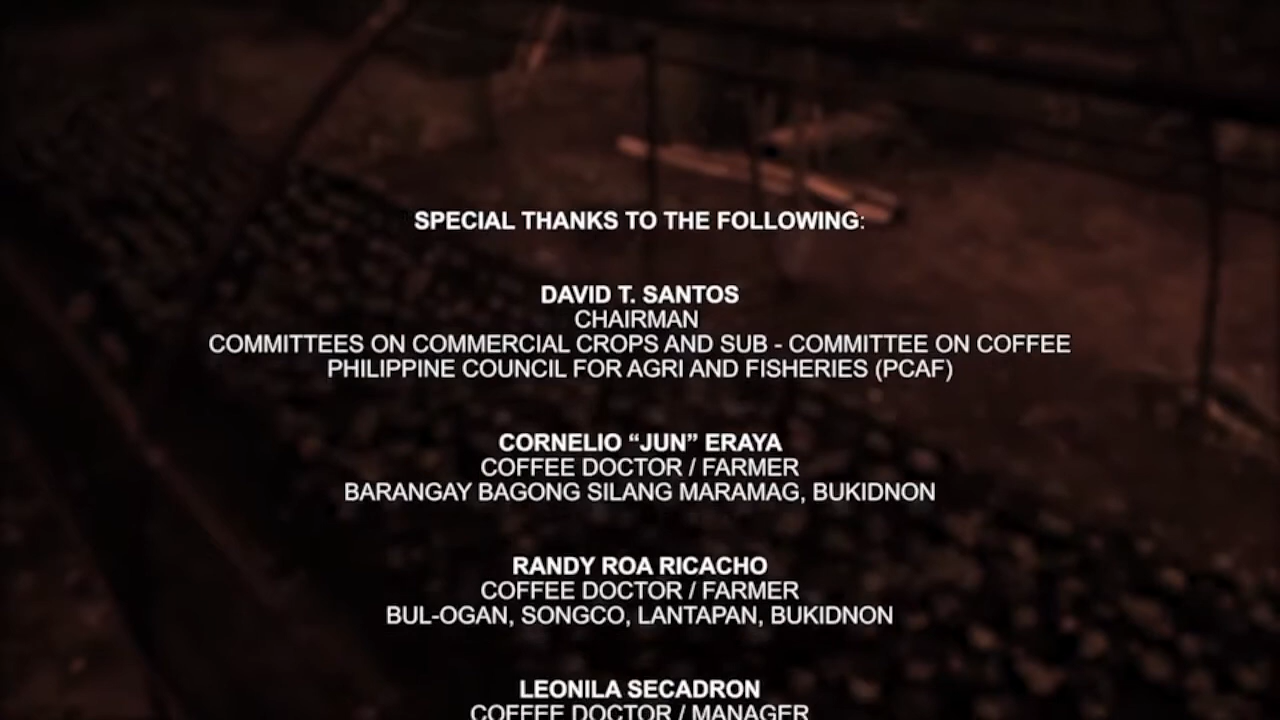 SPECIAL THANKS TO THE FOLLOWING:
DAVID T. SANTOS
CHAIRMAN
COMMITTEES ON COMMERCIAL CROPS AND SUB - COMMITTEE ON COFFEE
PHILIPPINE COUNCIL FOR AGRI AND FISHERIES (PCAF)
CORNELIO “JUN” ERAYA
COFFEE DOCTOR / FARMER
BARANGAY BAGONG SILANG MARAMAG, BUKIDNON
RANDY ROA RICACHO
COFFEE DOCTOR / FARMER
BUL-OGAN, SONGCO, LANTAPAN, BUKIDNON
LEONILA SECADRON
COFFEE DOCTOR / MANAGER